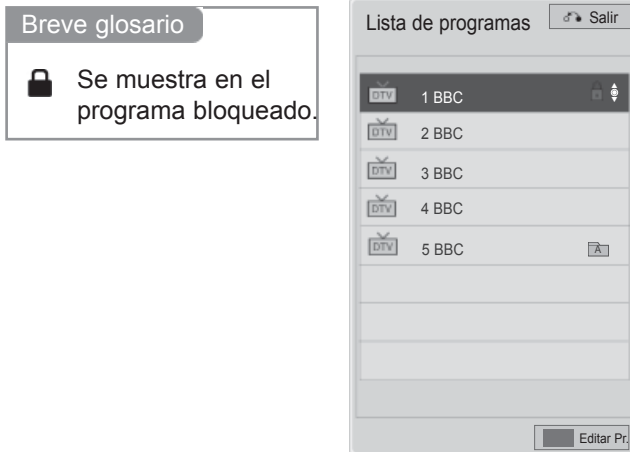 Breve glosario
Se muestra en el
programa bloqueado.
Lista de programas
Salir
DTV 1 BBC
DTV 2 BBC
DTV 3 BBC
DTV 4 BBC
DTV 5 BBC A
Editar Pr.